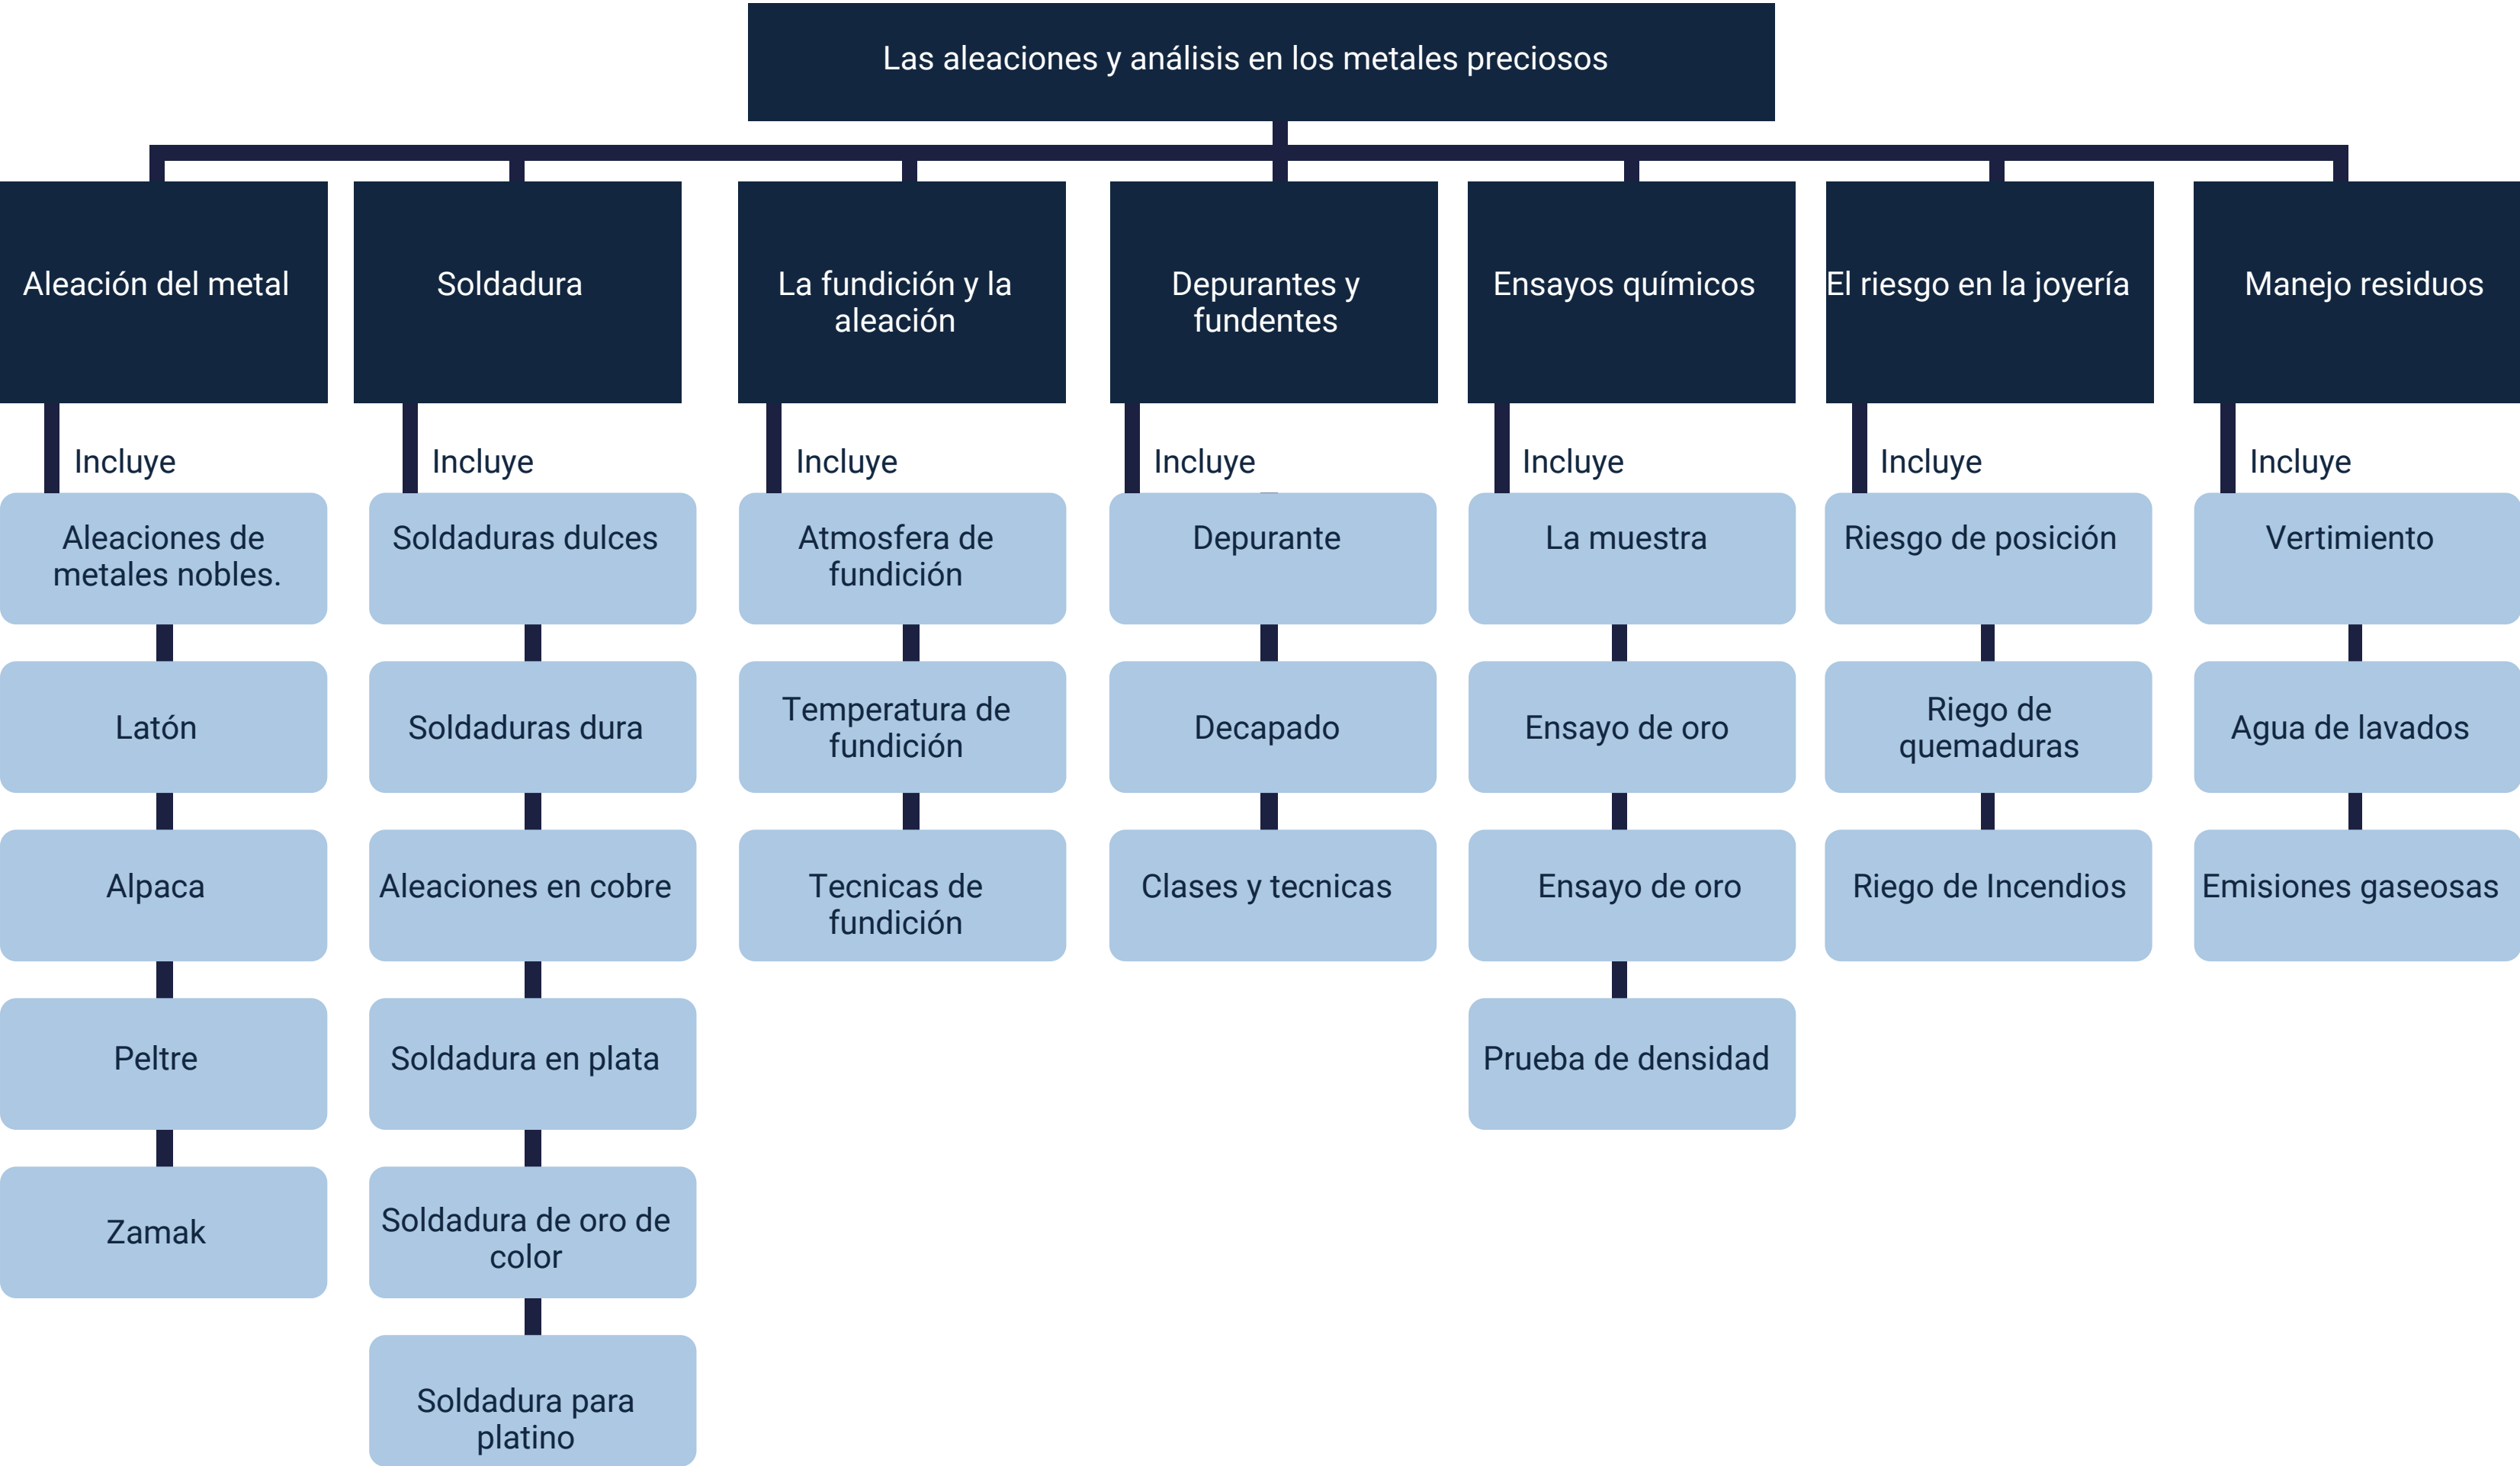 Las aleaciones y análisis en los metales preciosos
Aleación del metal
Incluye
Aleaciones de
metales nobles.
Latón
Alpaca
Peltre
Zamak
Soldadura
Incluye
Soldaduras dulces
Soldaduras dura
Aleaciones en cobre
Soldadura en plata
Soldadura de oro de
color
Soldadura para
platino
La fundición y la
aleación
Incluye
Atmosfera de
fundición
Temperatura de
fundición
Tecnicas de
fundición
Depurantes y
fundentes
Incluye
Depurante
Decapado
Clases y tecnicas
Ensayos químicos
Incluye
La muestra
Ensayo de oro
Ensayo de oro
Prueba de densidad
El riesgo en la joyería
Incluye
Riesgo de posición
Riego de
quemaduras
Riego de Incendios
Manejo residuos
Incluye
Vertimiento
Agua de lavados
Emisiones gaseosas